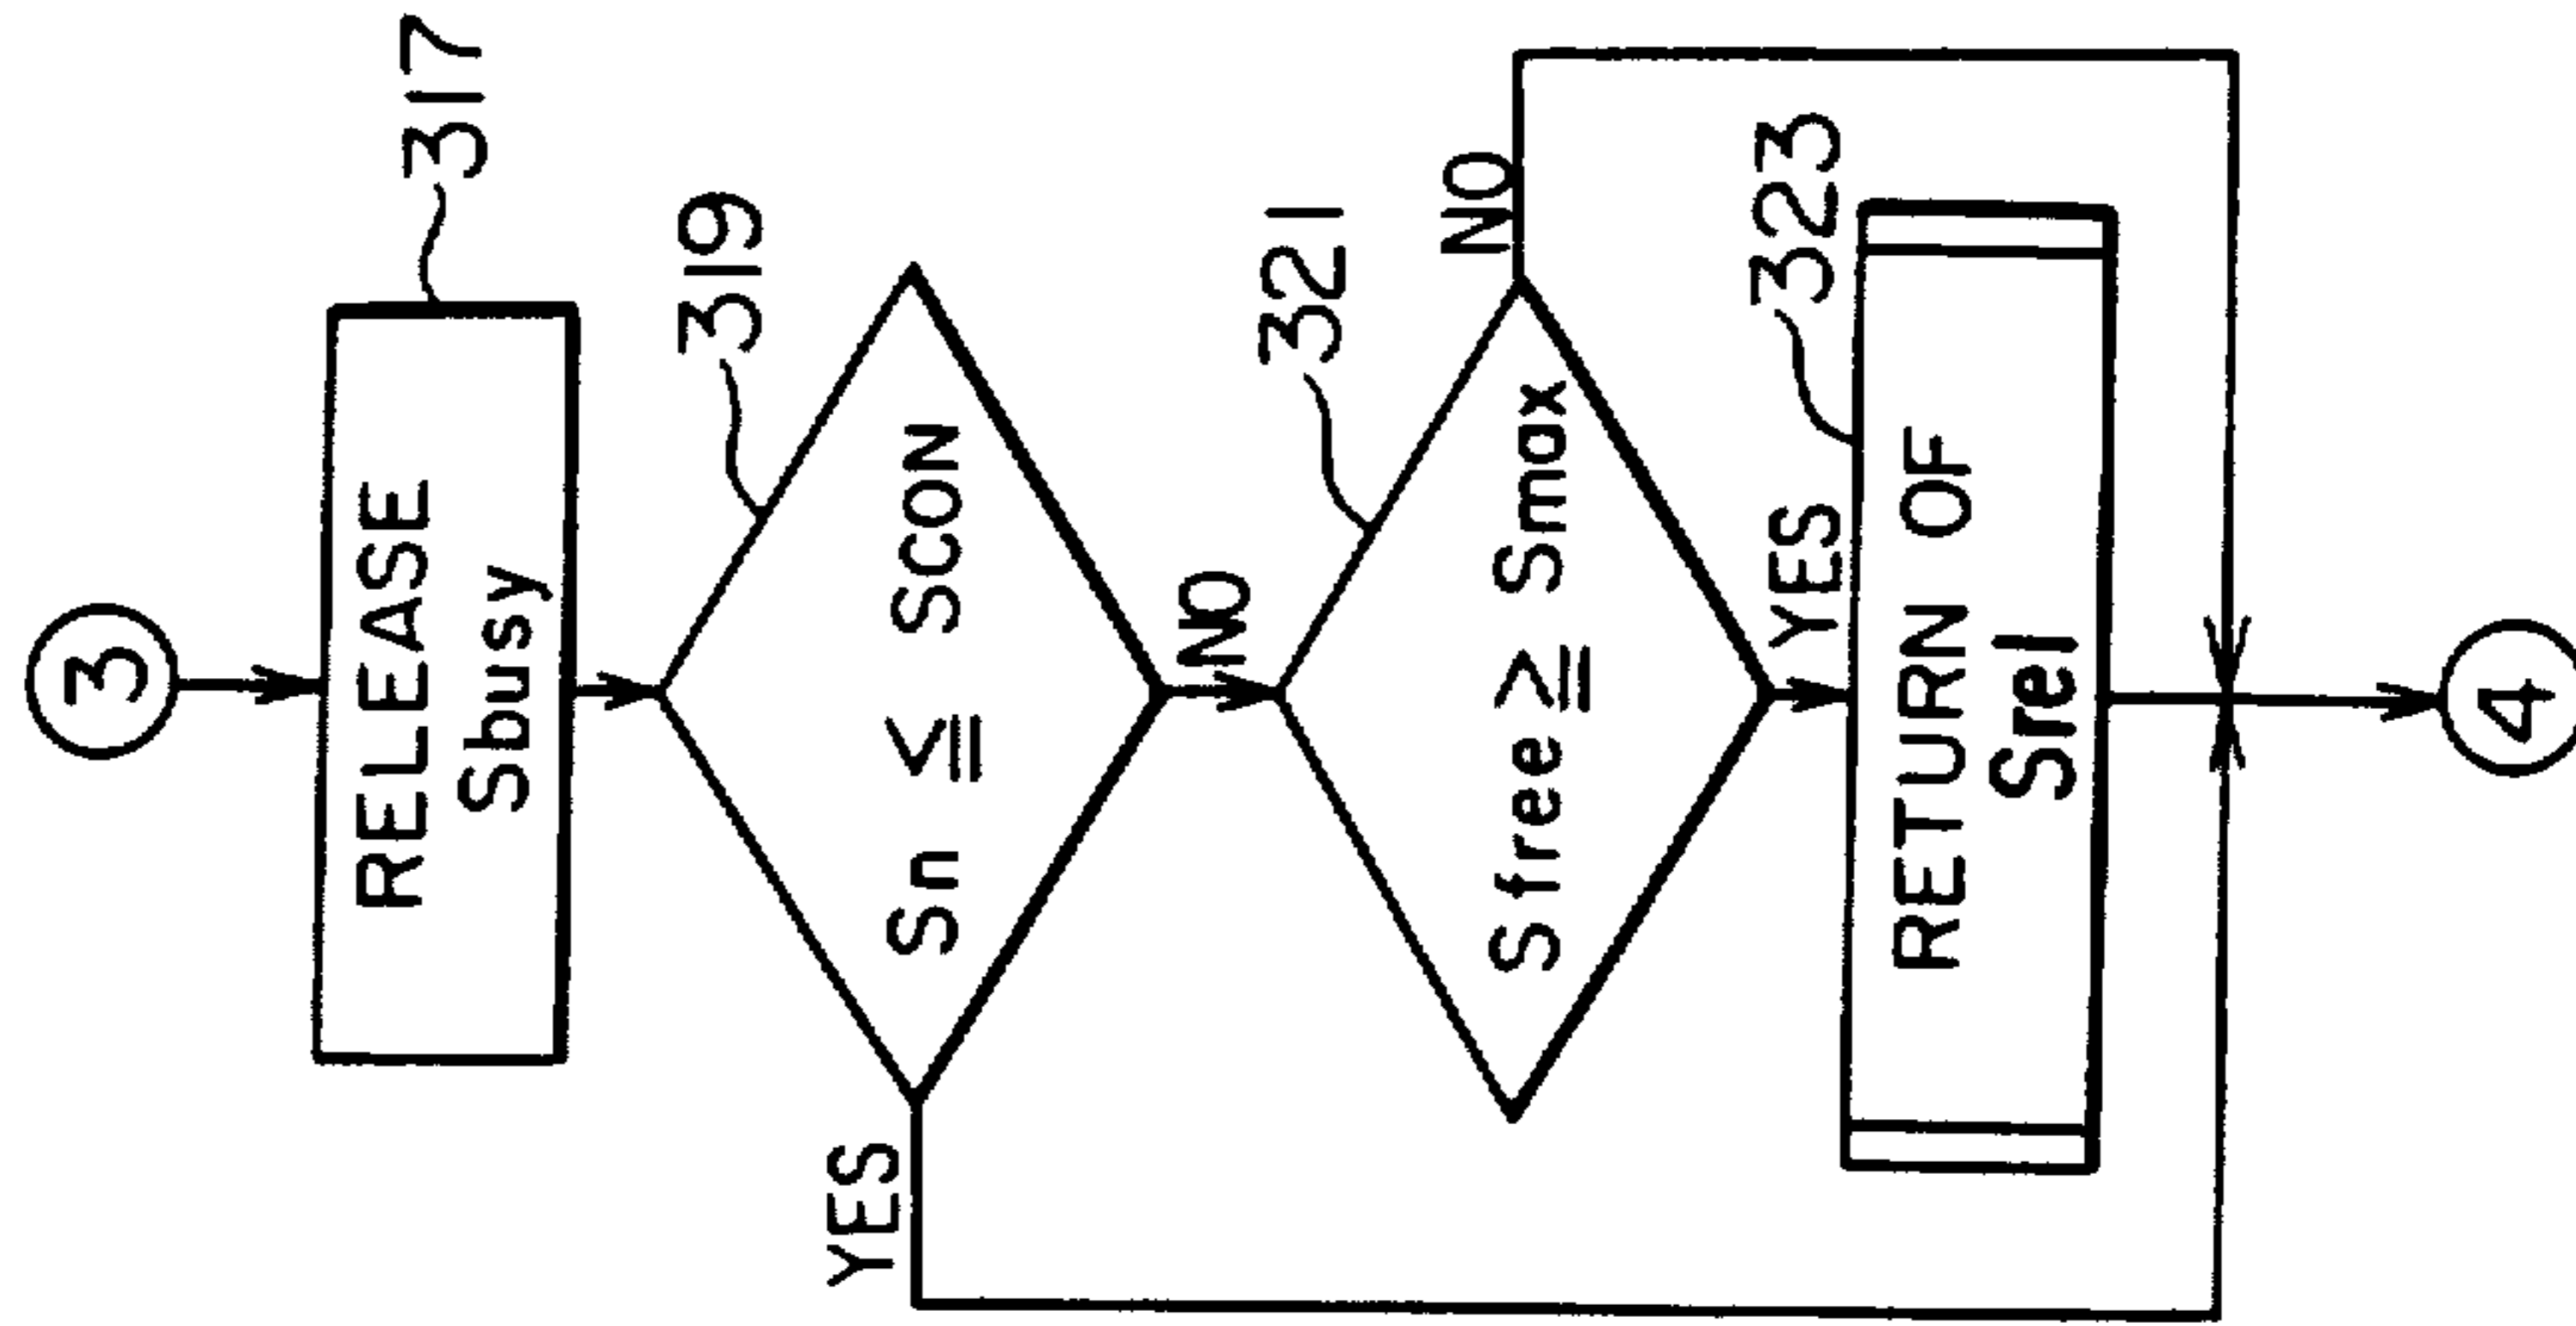 3
317
RELEASE
Sbusy
319
Sn ≦ SCON
YES
NO
321
Sfree ≧ Smax
NO
YES
323
RETURN OF
Srel
4